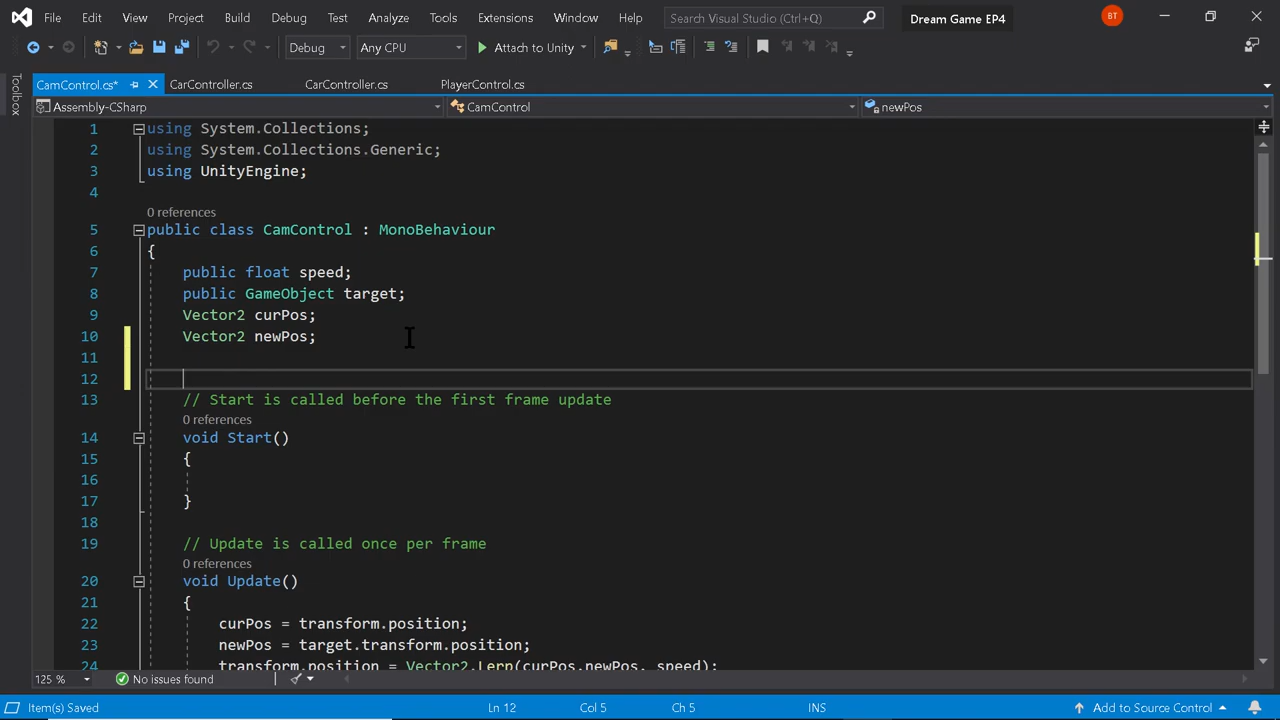 File Edit View Project Build Debug Test Analyze Tools Extensions Window Help Search Visual Studio (Ctrl+Q) Dream Game EP4 BT
Debug Any CPU Attach to Unity
CamControl.cs* CarController.cs CarController.cs PlayerControl.cs
Toolbox
Assembly-CSharp CamControl newPos
1 using System.Collections;
2 using System.Collections.Generic;
3 using UnityEngine;
4
0 references
5 public class CamControl : MonoBehaviour
6 {
7 public float speed;
8 public GameObject target;
9 Vector2 curPos;
10 Vector2 newPos;
11
12
13 // Start is called before the first frame update
0 references
14 void Start()
15 {
16
17 }
18
19 // Update is called once per frame
0 references
20 void Update()
21 {
22 curPos = transform.position;
23 newPos = target.transform.position;
24 transform.position = Vector2.Lerp(curPos,newPos, speed);
125 % No issues found
Item(s) Saved Ln 12 Col 5 Ch 5 INS Add to Source Control